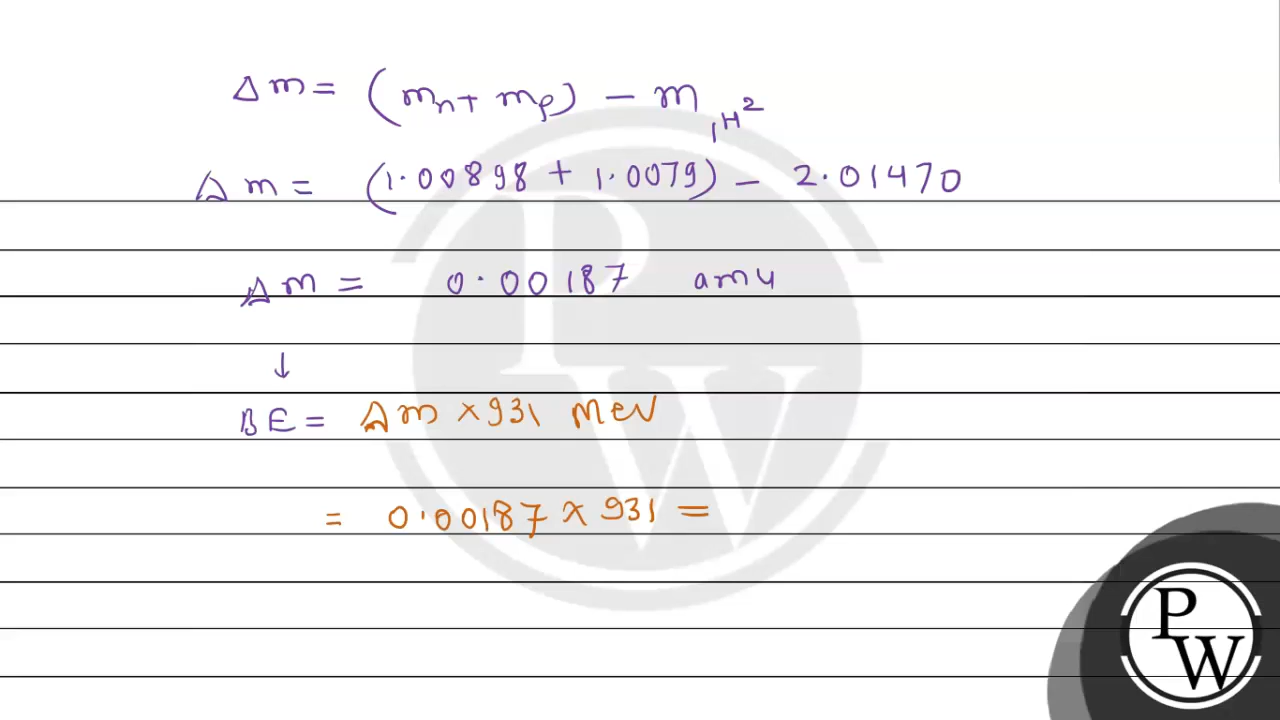 Δm = (mn + mp) - m₁H²
Δm = (1.00898 + 1.0079) - 2.01470
Δm = 0.00187 amu
↓
BE = Δm × 931 MeV
= 0.00187 × 931 =
P
W
P
W